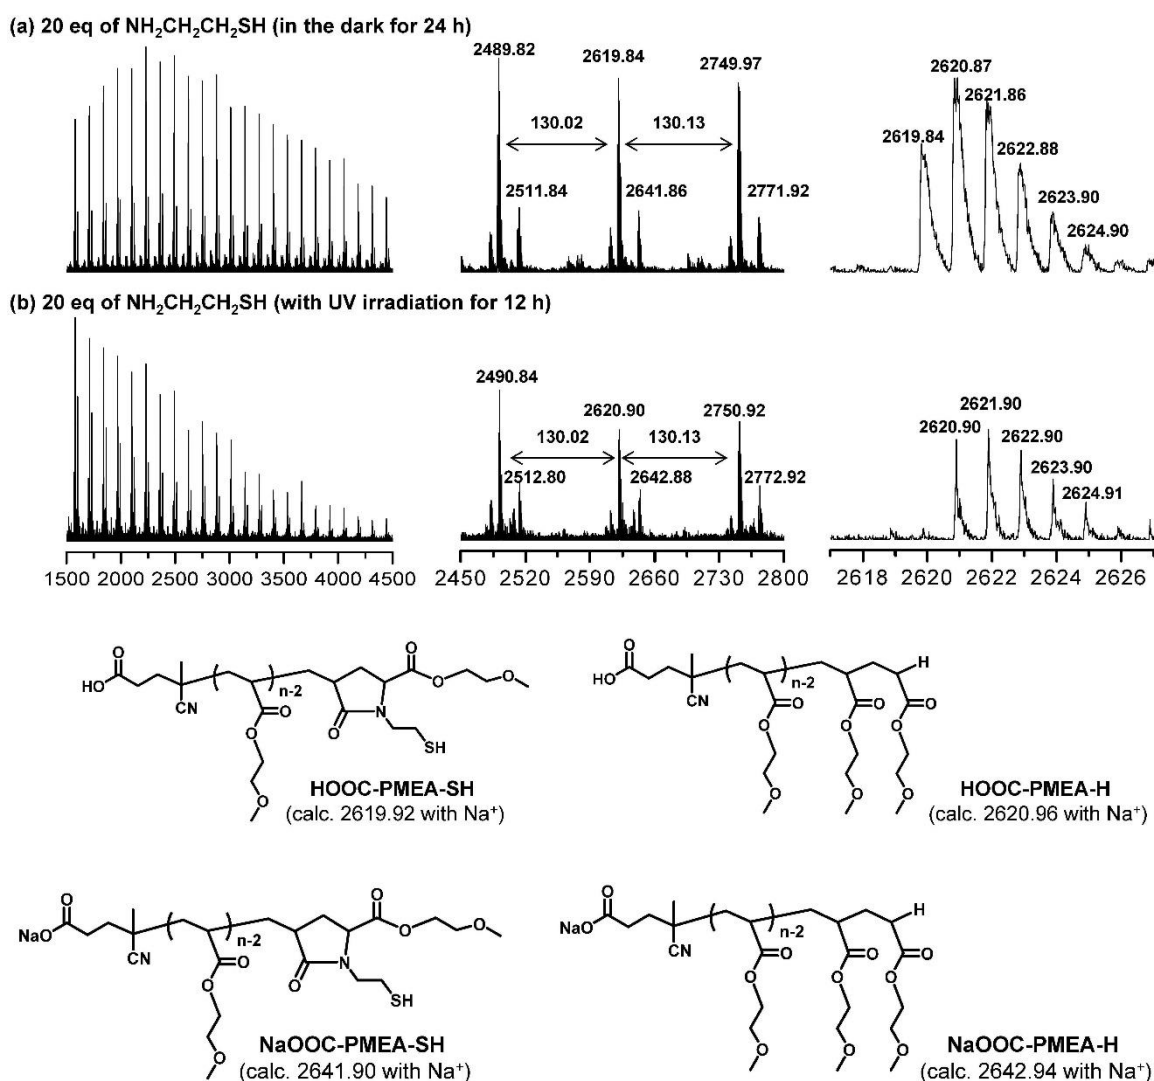 (a) 20 eq of NH2CH2CH2SH (in the dark for 24 h)
2489.82 2619.84 2749.97
130.02 130.13
2511.84 2641.86 2771.92
2620.87
2621.86
2619.84
2622.88
2623.90
2624.90
(b) 20 eq of NH2CH2CH2SH (with UV irradiation for 12 h)
2490.84 2620.90 2750.92
130.02 130.13
2512.80 2642.88 2772.92
2621.90
2620.90 2622.90
2623.90
2624.91
1500 2000 2500 3000 3500 4000 4500
2450 2520 2590 2660 2730 2800
2618 2620 2622 2624 2626
O HO CN n-2 O O O O N O O O SH
HOOC-PMEA-SH
(calc. 2619.92 with Na+)
O HO CN n-2 H O O O O O O O O O
HOOC-PMEA-H
(calc. 2620.96 with Na+)
O NaO CN n-2 O O O O N O O O SH
NaOOC-PMEA-SH
(calc. 2641.90 with Na+)
O NaO CN n-2 H O O O O O O O O O
NaOOC-PMEA-H
(calc. 2642.94 with Na+)